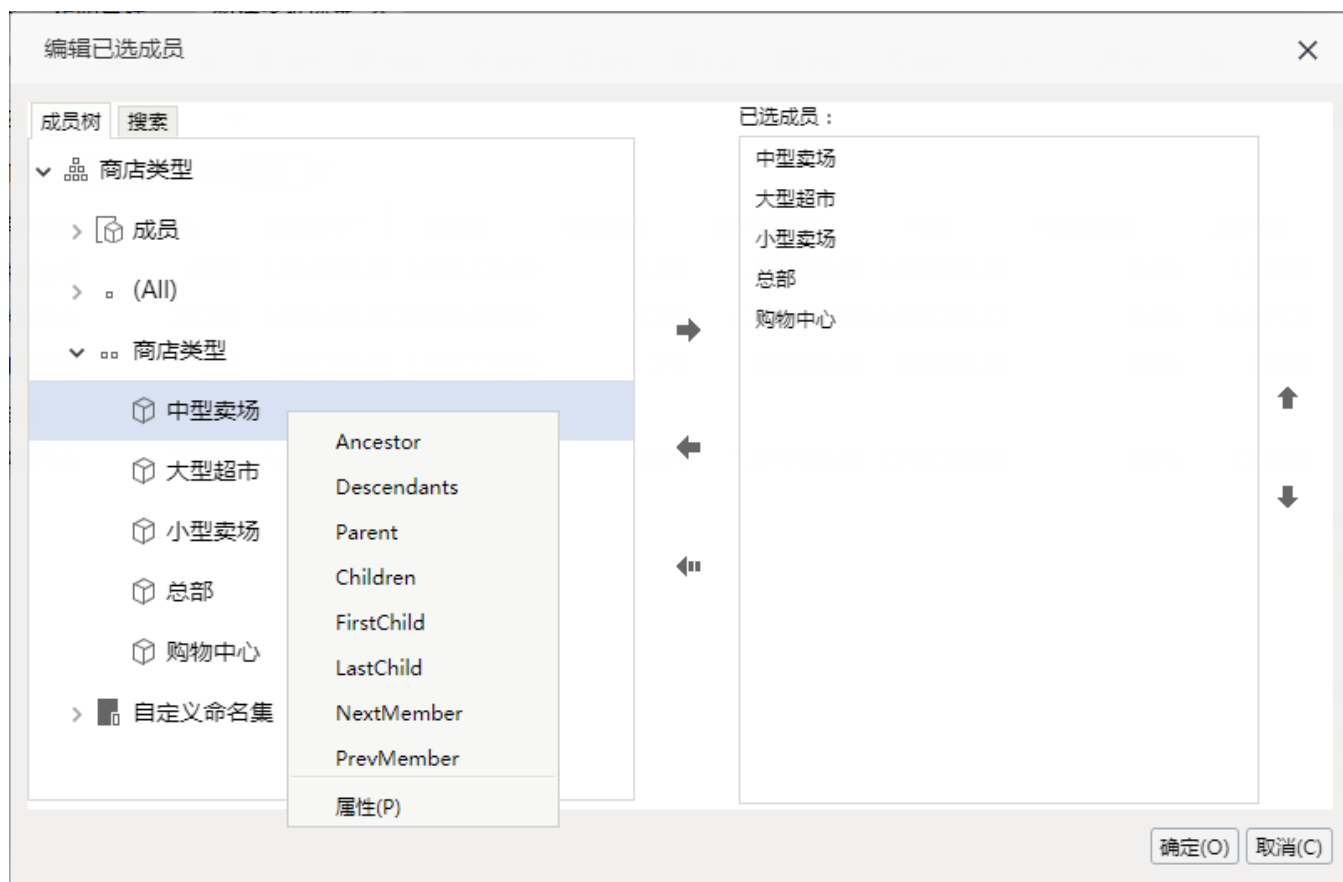 编辑已选成员
成员树 搜索
已选成员：
商店类型
成员
(All)
商店类型
中型卖场
大型超市
小型卖场
总部
购物中心
自定义命名集
Ancestor
Descendants
Parent
Children
FirstChild
LastChild
NextMember
PrevMember
属性(P)
中型卖场
大型超市
小型卖场
总部
购物中心
确定(O) 取消(C)